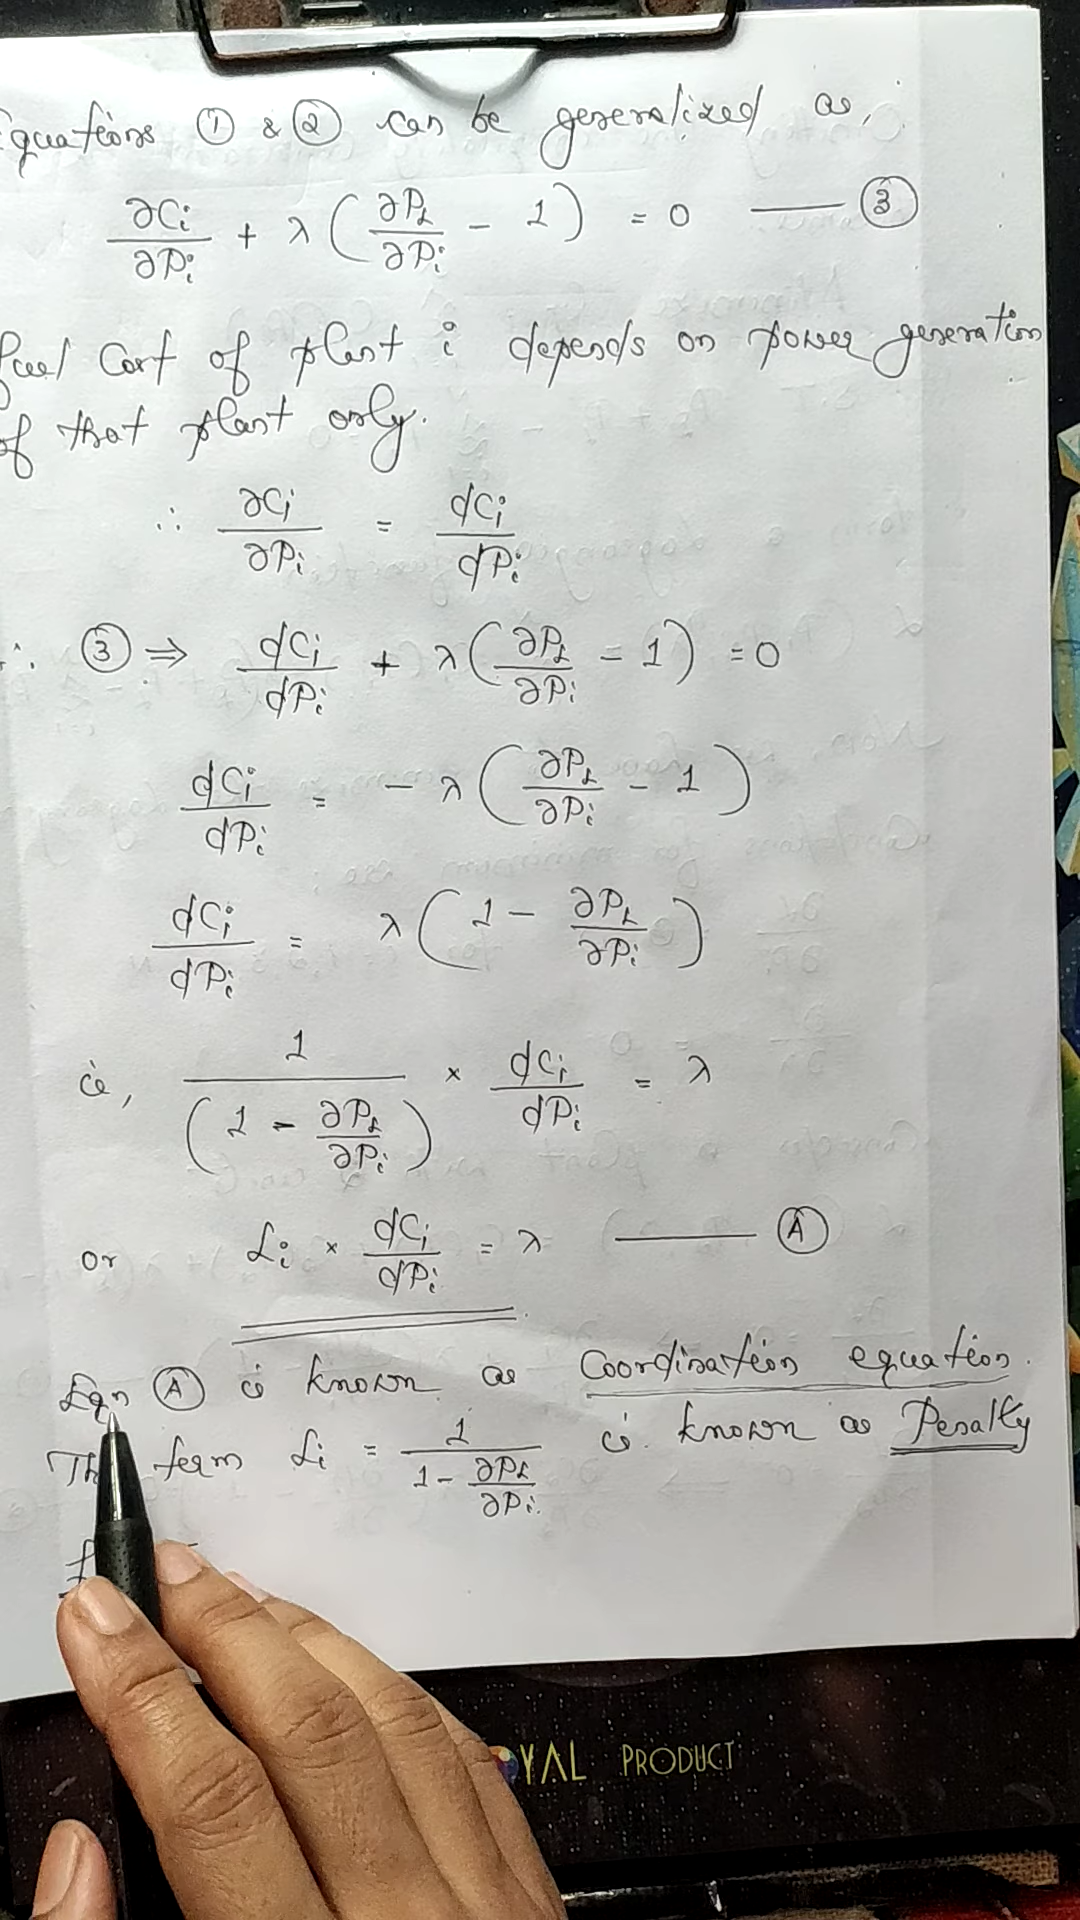 Equations ① & ② can be generalized as,
∂Ci/∂Pi + λ(∂PL/∂Pi - 1) = 0 —— ③
fuel Cost of plant i depends on power generation
of that plant only.
∴ ∂Ci/∂Pi = dCi/dPi
∴ ③ ⇒ dCi/dPi + λ(∂PL/∂Pi - 1) = 0
dCi/dPi = -λ(∂PL/∂Pi - 1)
dCi/dPi = λ(1 - ∂PL/∂Pi)
ie, 1/(1 - ∂PL/∂Pi) × dCi/dPi = λ
or Li × dCi/dPi = λ —— Ⓐ
Eqn Ⓐ is known as Coordination equation.
The term Li = 1/(1 - ∂PL/∂Pi) is known as Penalty
YAL PRODUCT